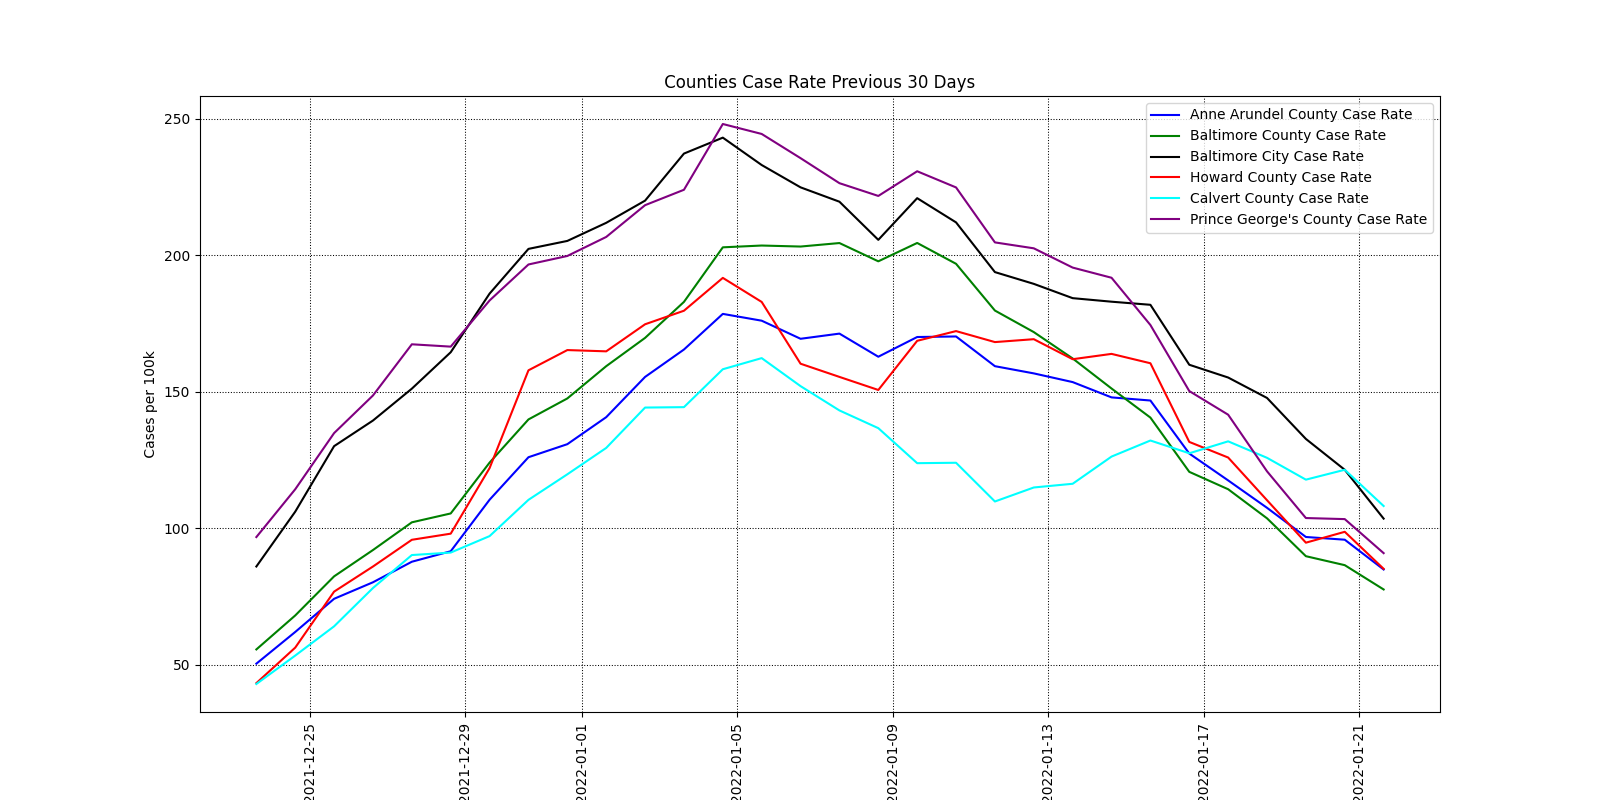 Counties Case Rate Previous 30 Days
Anne Arundel County Case Rate
Baltimore County Case Rate
Baltimore City Case Rate
Howard County Case Rate
Calvert County Case Rate
Prince George's County Case Rate
Cases per 100k
250
200
150
100
50
2021-12-25
2021-12-29
2022-01-01
2022-01-05
2022-01-09
2022-01-13
2022-01-17
2022-01-21